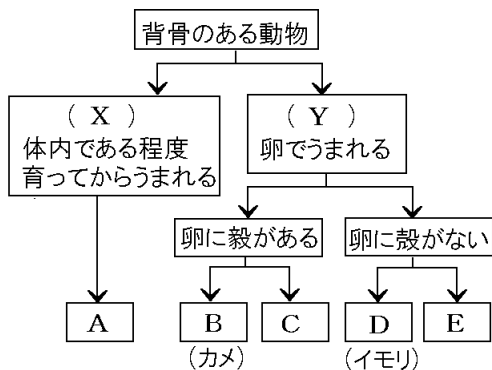 背骨のある動物
( X )
体内である程度
育ってからうまれる
( Y )
卵でうまれる
卵に毅がある
卵に殻がない
A
B
C
D
E
(カメ)
(イモリ)